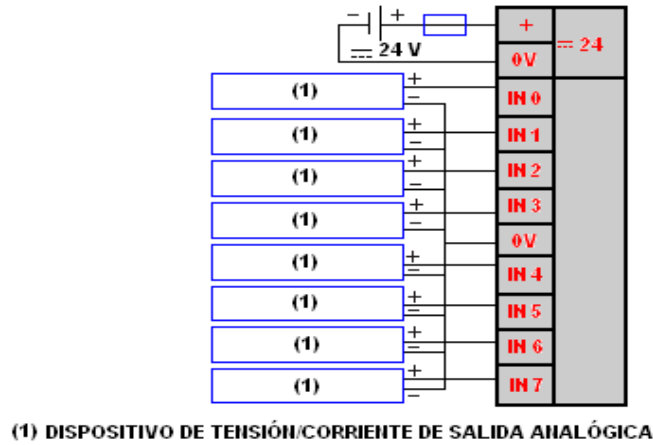 − + +
⎓ 24 V 0V ⎓ 24
(1) + − IN 0
(1) + − IN 1
(1) + − IN 2
(1) + − IN 3
0V
(1) + − IN 4
(1) + − IN 5
(1) + − IN 6
(1) + − IN 7
(1) DISPOSITIVO DE TENSIÓN/CORRIENTE DE SALIDA ANALÓGICA